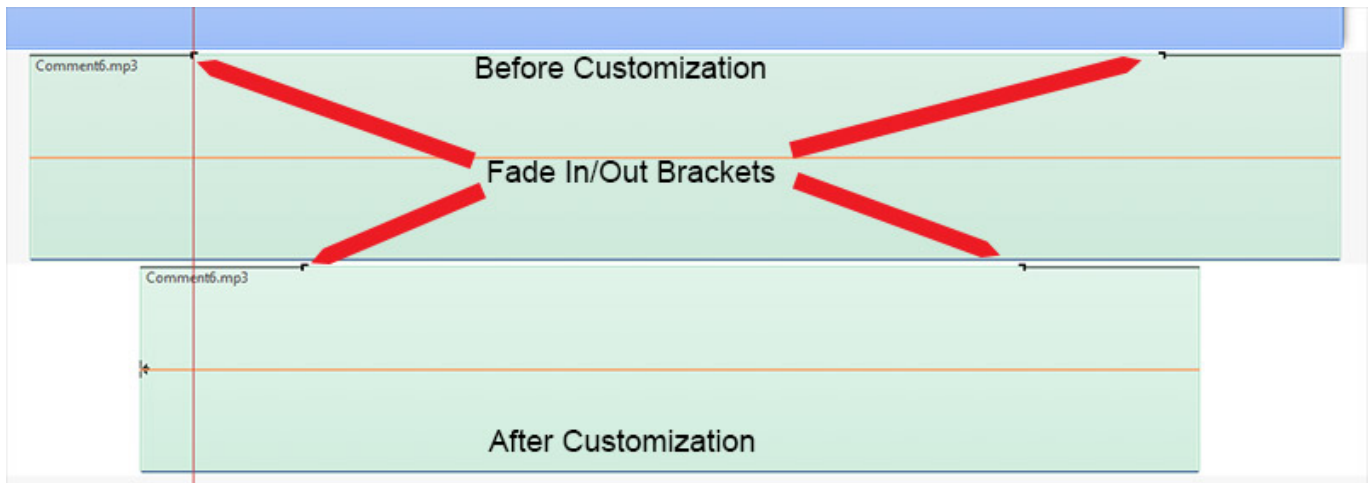 Comment6.mp3
Before Customization
Fade In/Out Brackets
Comment6.mp3
After Customization